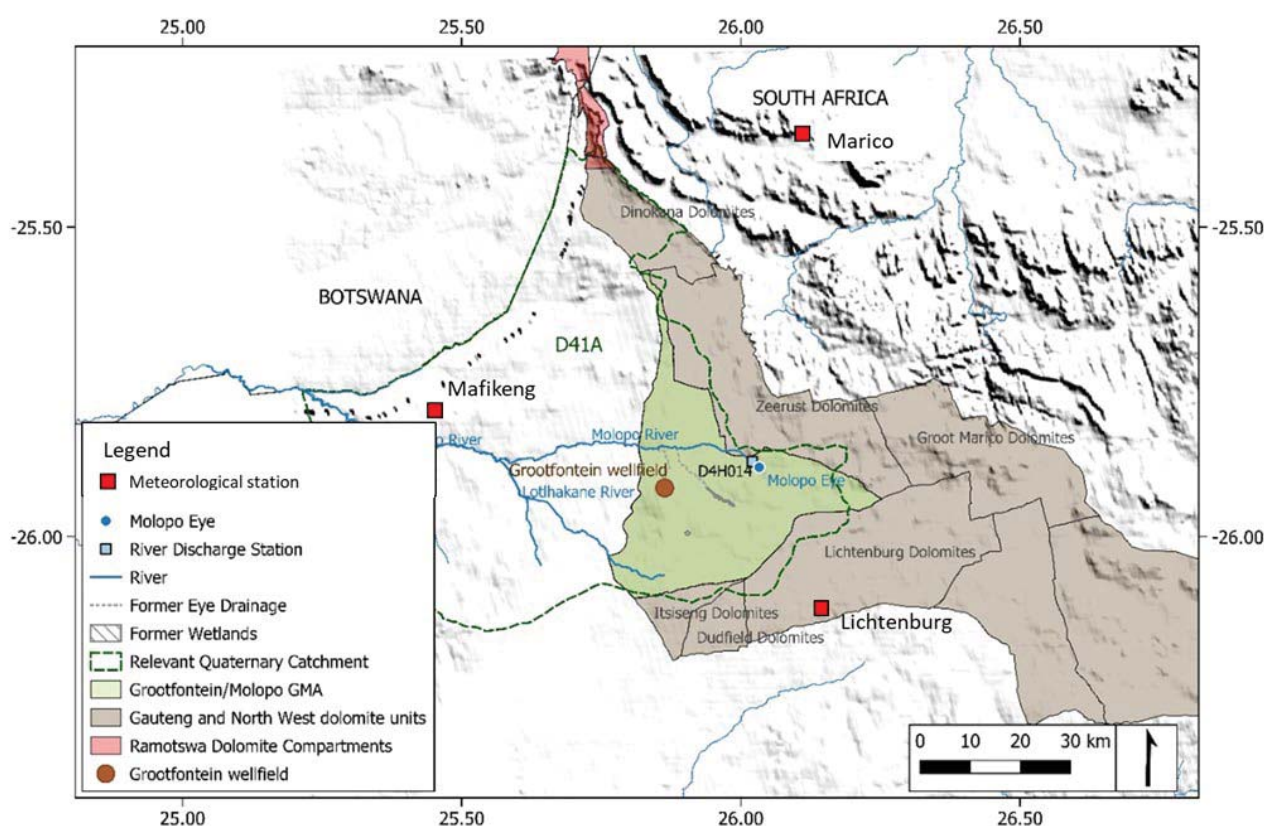 25.00 25.50 26.00 26.50
SOUTH AFRICA
Marico
-25.50 -25.50
Dinokana Dolomites
BOTSWANA
D41A
Mafikeng
Zeerust Dolomites
Groot Marico Dolomites
Molopo River
River
D4H014
Grootfontein wellfield
Molopo Eye
Lotlhakane River
-26.00 -26.00
Lichtenburg Dolomites
Itsiseng Dolomites
Lichtenburg
Dudfield Dolomites
Legend
Meteorological station
Molopo Eye
River Discharge Station
River
Former Eye Drainage
Former Wetlands
Relevant Quaternary Catchment
Grootfontein/Molopo GMA
Gauteng and North West dolomite units
Ramotswa Dolomite Compartments
Grootfontein wellfield
0 10 20 30 km
25.00 25.50 26.00 26.50